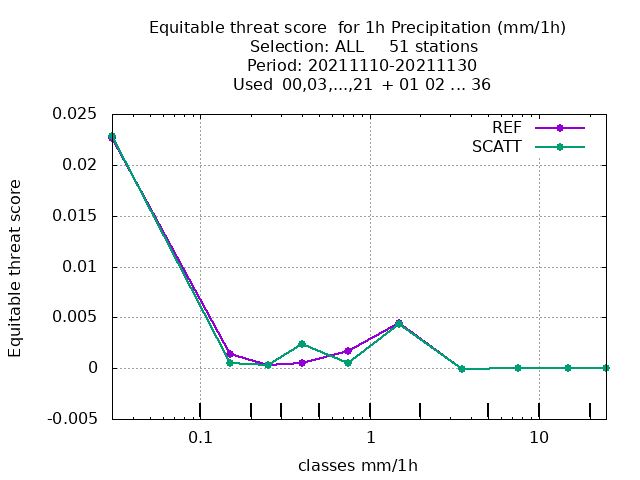 Equitable threat score  for 1h Precipitation (mm/1h)
Selection: ALL     51 stations
Period: 20211110-20211130
Used  00,03,...,21  + 01 02 ... 36
REF
SCATT
0.025
0.02
0.015
0.01
0.005
0
-0.005
Equitable threat score
0.1 1 10
classes mm/1h